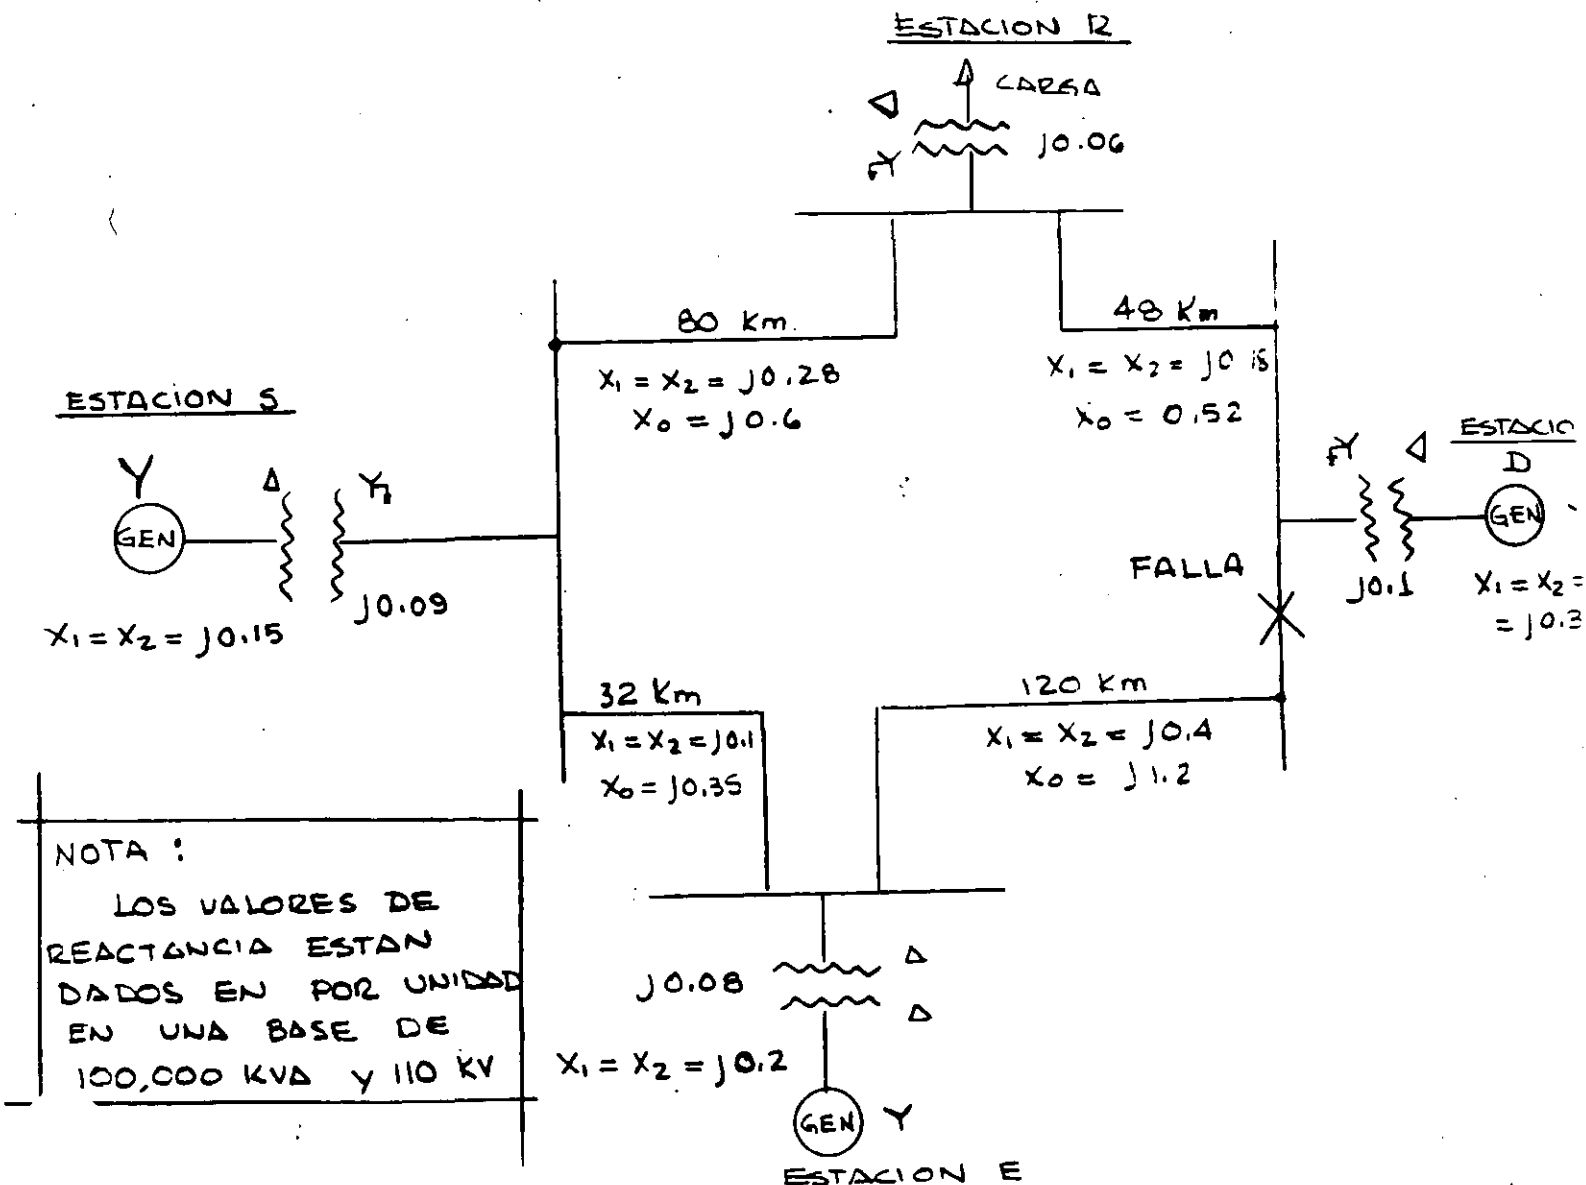 ESTACION R
Δ CARGA
Y j0.06
80 Km.
X₁ = X₂ = j0.28
X₀ = j0.6
48 Km
X₁ = X₂ = j0.15
X₀ = 0.52
ESTACION S
Y
Δ
Y
GEN
j0.09
X₁ = X₂ = j0.15
Y Δ
ESTACIO
D
GEN
FALLA
j0.1
X₁ = X₂ =
= j0.3
32 Km
X₁ = X₂ = j0.1
X₀ = j0.35
120 Km
X₁ = X₂ = j0.4
X₀ = j1.2
NOTA :
LOS VALORES DE
REACTANCIA ESTAN
DADOS EN POR UNIDAD
EN UNA BASE DE
100,000 KVA Y 110 KV
j0.08
Δ
Δ
X₁ = X₂ = j0.2
GEN Y
ESTACION E